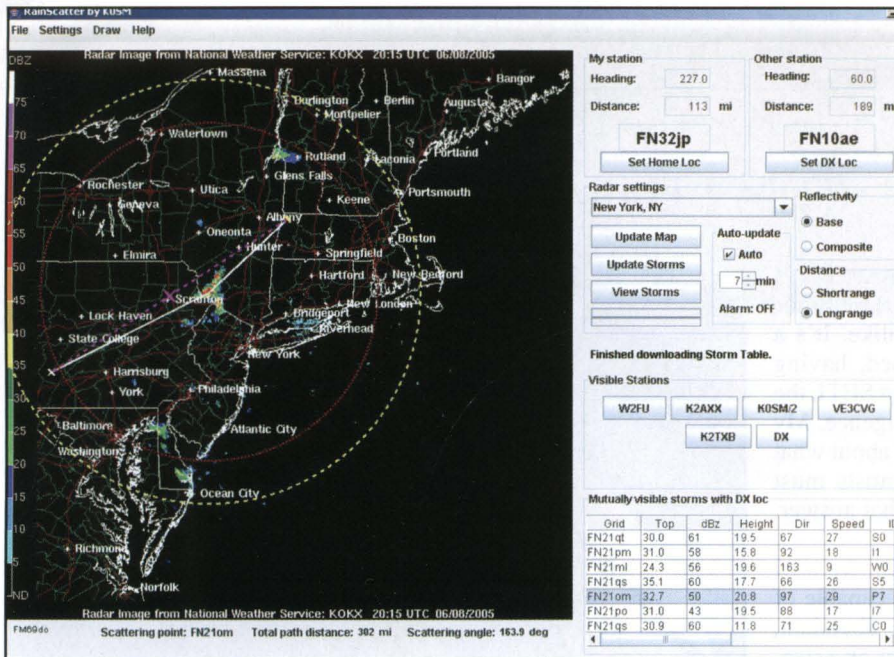 RainScatter by K0SM
File Settings Draw Help
DBZ
Radar Image from National Weather Service: KOKX 20:15 UTC 06/08/2005
Massena
Bangor
Burlington
Berlin
Augusta
Montpelier
Watertown
Portland
Rutland
Laconia
Glens Falls
Rochester
Utica
Keene
Portsmouth
Geneva
Albany
Oneonta
Boston
Elmira
Hunter
Springfield
Hartford
New Bedford
Scranton
New London
Lock Haven
Bridgeport
Riverhead
State College
New York
Harrisburg
York
Philadelphia
Baltimore
Atlantic City
Washington
Ocean City
Richmond
Norfolk
75
70
65
60
55
50
45
40
35
30
25
20
15
10
5
ND
Radar Image from National Weather Service: KOKX 20:15 UTC 06/08/2005
FM69do Scattering point: FN21om Total path distance: 302 mi Scattering angle: 163.9 deg
My station
Heading: 227.0
Distance: 113 mi
FN32jp
Set Home Loc
Other station
Heading: 60.0
Distance: 189 m
FN10ae
Set DX Loc
Radar settings
New York, NY
Update Map
Update Storms
View Storms
Auto-update
Auto
7 min
Alarm: OFF
Reflectivity
Base
Composite
Distance
Shortrange
Longrange
Finished downloading Storm Table.
Visible Stations
W2FU K2AXX K0SM/2 VE3CVG
K2TXB DX
Mutually visible storms with DX loc
Grid Top dBz Height Dir Speed ID
FN21qt 30.0 61 19.5 67 27 S0
FN21pm 31.0 58 15.8 92 18 I1
FN21ml 24.3 56 19.6 163 9 W0
FN21qs 35.1 60 17.7 66 26 S5
FN21om 32.7 50 20.8 97 29 P7
FN21po 31.0 43 19.5 88 17 I7
FN21qs 30.9 60 11.8 71 25 C0